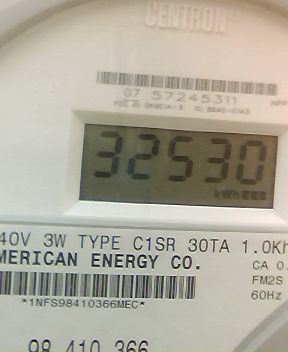 CENTRON®
07 57245311
32530
kWh
40V 3W TYPE C1SR 30TA 1.0Kh
MERICAN ENERGY CO.
CA 0.
FM2S
60Hz
*1NFS98410366MEC*
98 410 366